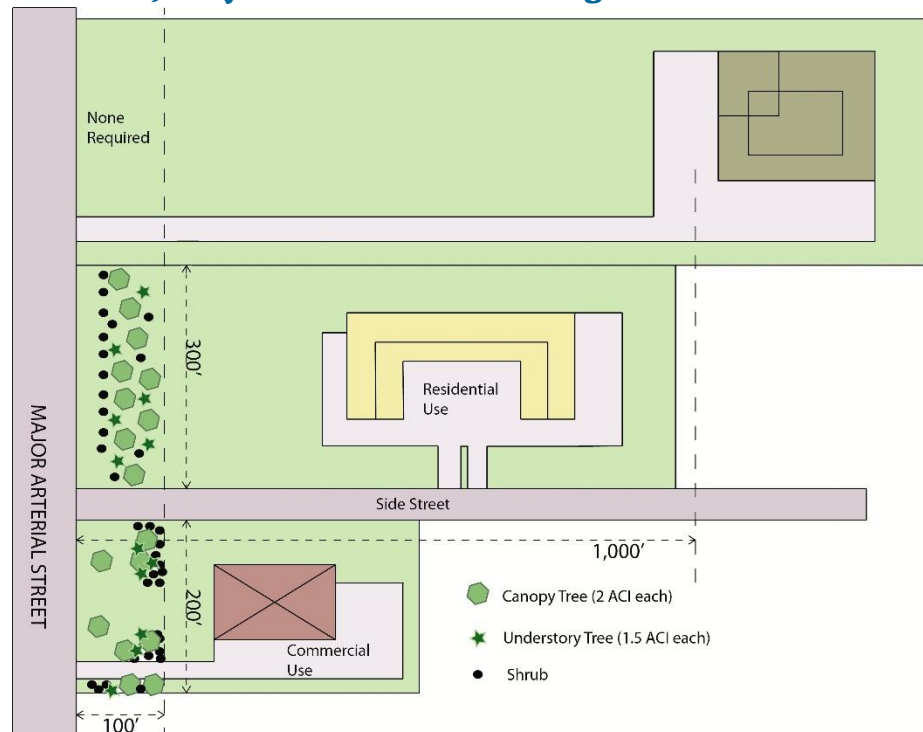 None
Required
MAJOR ARTERIAL STREET
300'
Residential
Use
Side Street
1,000'
200'
Canopy Tree (2 ACI each)
Understory Tree (1.5 ACI each)
Shrub
Commercial
Use
100'